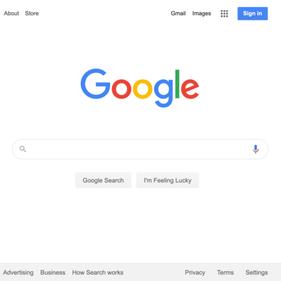 About Store Gmail Images Sign in
Google
Google Search I'm Feeling Lucky
Advertising Business How Search works Privacy Terms Settings